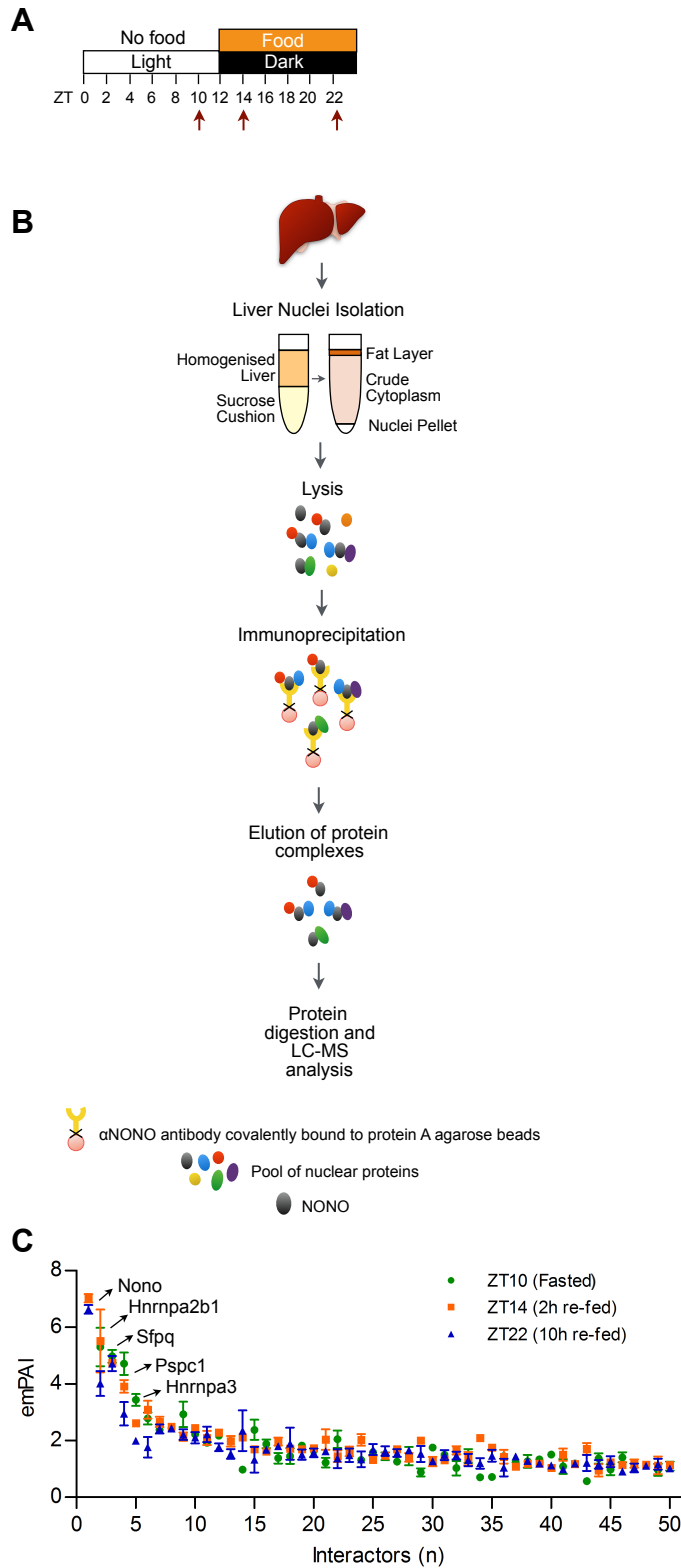 A
No food Food
Light Dark
ZT 0 2 4 6 8 10 12 14 16 18 20 22
B
Liver Nuclei Isolation
Homogenised
Liver
Sucrose
Cushion
Fat Layer
Crude
Cytoplasm
Nuclei Pellet
Lysis
Immunoprecipitation
Elution of protein
complexes
Protein
digestion and
LC-MS
analysis
αNONO antibody covalently bound to protein A agarose beads
Pool of nuclear proteins
NONO
C
8
6
4
2
0
emPAI
Nono
Hnrnpa2b1
Sfpq
Pspc1
Hnrnpa3
ZT10 (Fasted)
ZT14 (2h re-fed)
ZT22 (10h re-fed)
0 5 10 15 20 25 30 35 40 45 50
Interactors (n)